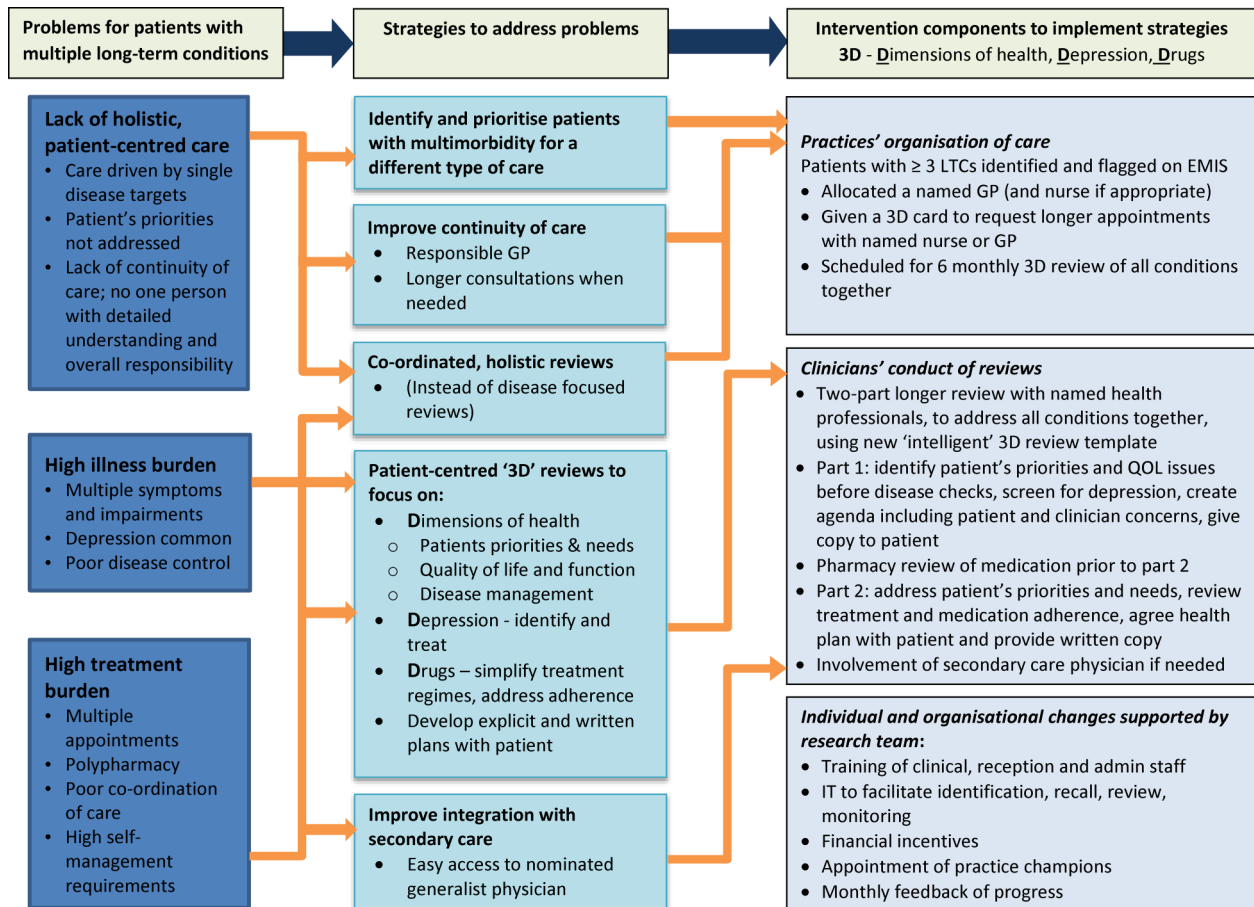 Problems for patients with
multiple long-term conditions
Strategies to address problems
Intervention components to implement strategies
3D - Dimensions of health, Depression, Drugs
Lack of holistic,
patient-centred care
• Care driven by single
disease targets
• Patient’s priorities
not addressed
• Lack of continuity of
care; no one person
with detailed
understanding and
overall responsibility
High illness burden
• Multiple symptoms
and impairments
• Depression common
• Poor disease control
High treatment
burden
• Multiple
appointments
• Polypharmacy
• Poor co-ordination
of care
• High self-
management
requirements
Identify and prioritise patients
with multimorbidity for a
different type of care
Improve continuity of care
• Responsible GP
• Longer consultations when
needed
Co-ordinated, holistic reviews
• (Instead of disease focused
reviews)
Patient-centred ‘3D’ reviews to
focus on:
• Dimensions of health
o Patients priorities & needs
o Quality of life and function
o Disease management
• Depression - identify and
treat
• Drugs – simplify treatment
regimes, address adherence
• Develop explicit and written
plans with patient
Improve integration with
secondary care
• Easy access to nominated
generalist physician
Practices’ organisation of care
Patients with ≥ 3 LTCs identified and flagged on EMIS
• Allocated a named GP (and nurse if appropriate)
• Given a 3D card to request longer appointments
with named nurse or GP
• Scheduled for 6 monthly 3D review of all conditions
together
Clinicians’ conduct of reviews
• Two-part longer review with named health
professionals, to address all conditions together,
using new ‘intelligent’ 3D review template
• Part 1: identify patient’s priorities and QOL issues
before disease checks, screen for depression, create
agenda including patient and clinician concerns, give
copy to patient
• Pharmacy review of medication prior to part 2
• Part 2: address patient’s priorities and needs, review
treatment and medication adherence, agree health
plan with patient and provide written copy
• Involvement of secondary care physician if needed
Individual and organisational changes supported by
research team:
• Training of clinical, reception and admin staff
• IT to facilitate identification, recall, review,
monitoring
• Financial incentives
• Appointment of practice champions
• Monthly feedback of progress